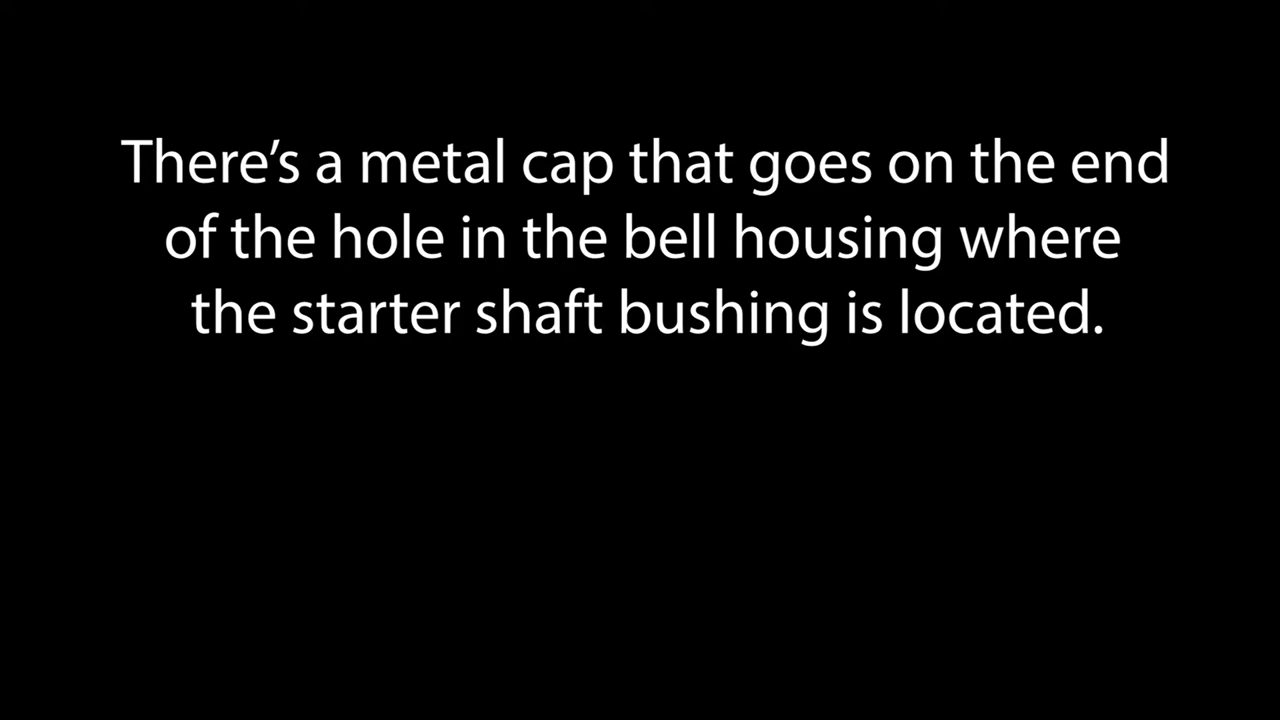 There’s a metal cap that goes on the end
of the hole in the bell housing where
the starter shaft bushing is located.